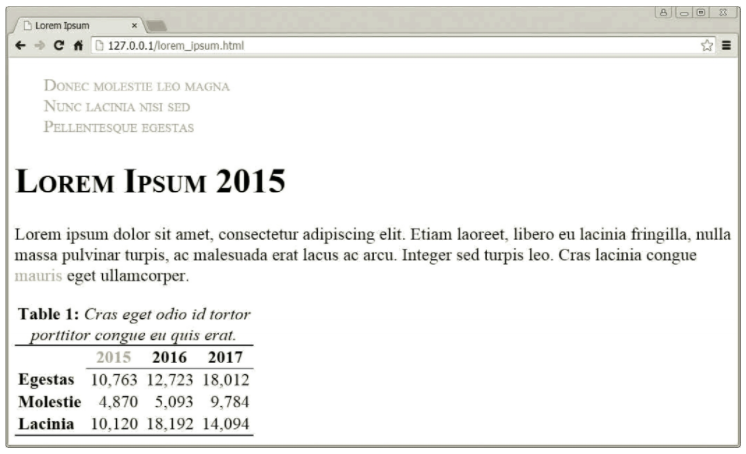 Lorem Ipsum
127.0.0.1/lorem_ipsum.html
Donec molestie leo magna
Nunc lacinia nisi sed
Pellentesque egestas
Lorem Ipsum 2015
Lorem ipsum dolor sit amet, consectetur adipiscing elit. Etiam laoreet, libero eu lacinia fringilla, nulla
massa pulvinar turpis, ac malesuada erat lacus ac arcu. Integer sed turpis leo. Cras lacinia congue
mauris eget ullamcorper.
Table 1: Cras eget odio id tortor
porttitor congue eu quis erat.
2015 2016 2017
Egestas 10,763 12,723 18,012
Molestie 4,870 5,093 9,784
Lacinia 10,120 18,192 14,094